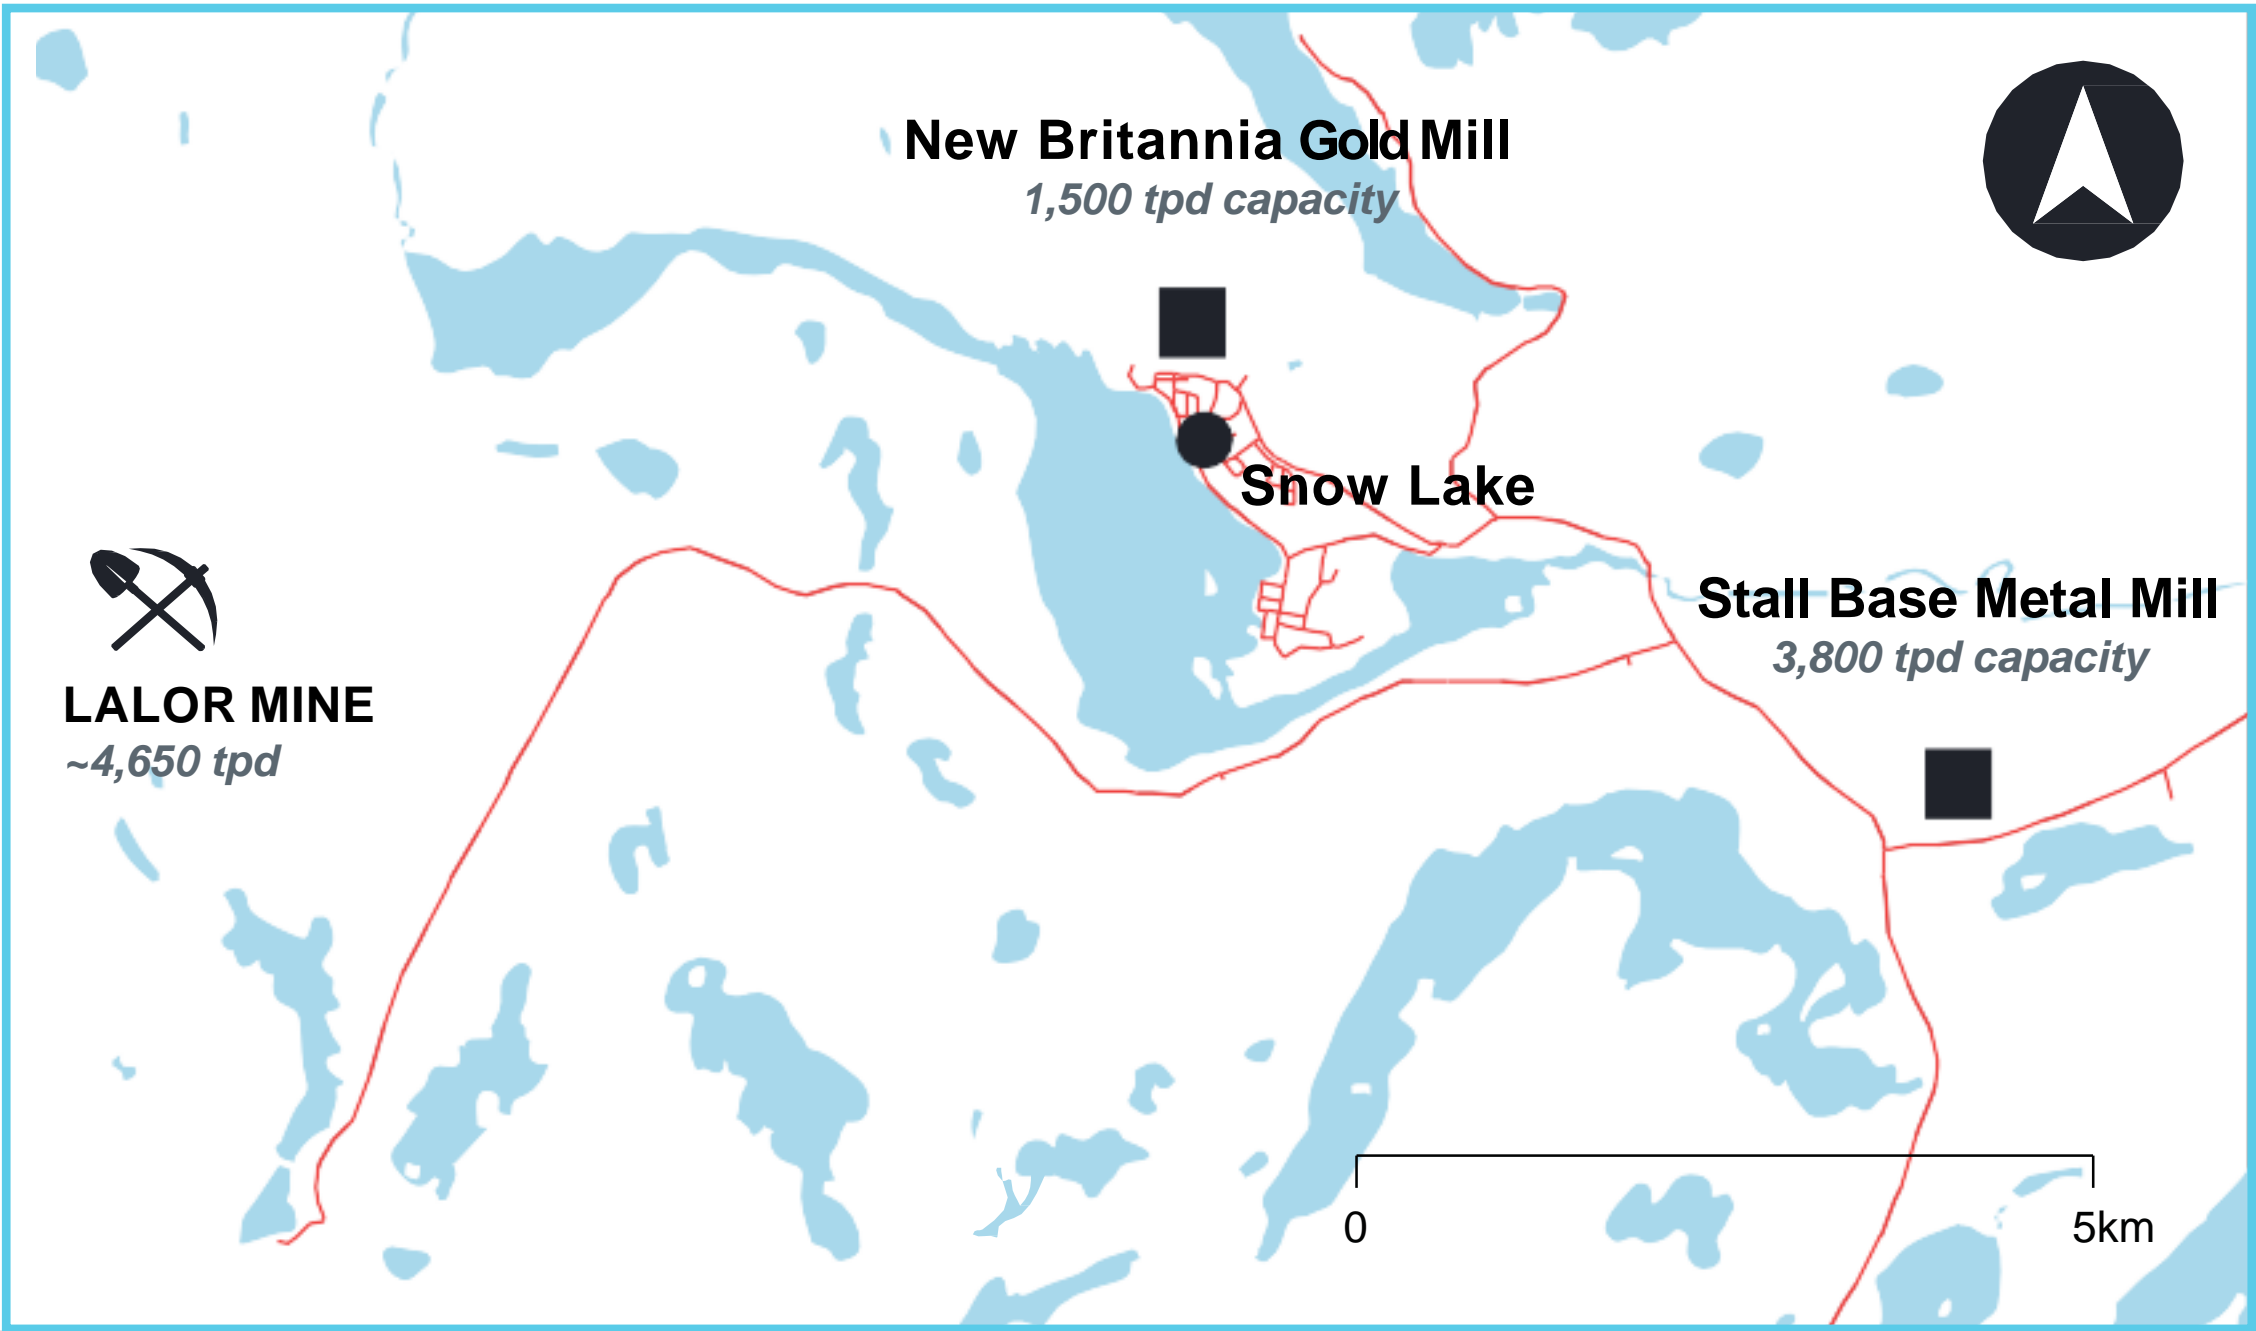 New Britannia Gold Mill
1,500 tpd capacity
Snow Lake
Stall Base Metal Mill
3,800 tpd capacity
LALOR MINE
~4,650 tpd
0
5km